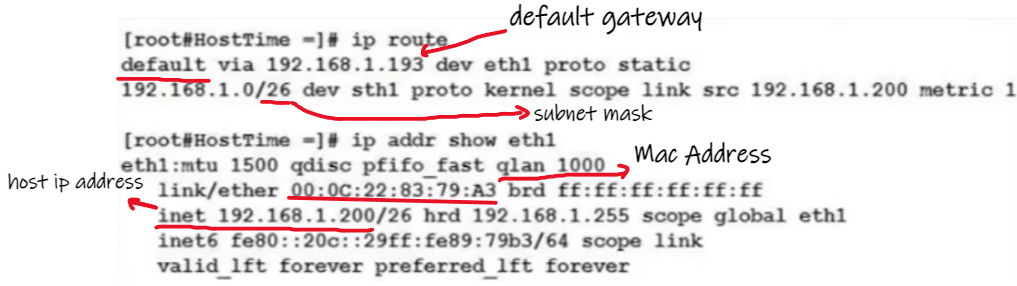 default gateway
[root#HostTime =]# ip route
default via 192.168.1.193 dev eth1 proto static
192.168.1.0/26 dev sth1 proto kernel scope link src 192.168.1.200 metric 1
subnet mask
[root#HostTime =]# ip addr show eth1
eth1:mtu 1500 qdisc pfifo_fast qlan 1000
Mac Address
host ip address
link/ether 00:0C:22:83:79:A3 brd ff:ff:ff:ff:ff:ff
inet 192.168.1.200/26 hrd 192.168.1.255 scope global eth1
inet6 fe80::20c::29ff:fe89:79b3/64 scope link
valid_lft forever preferred_lft forever